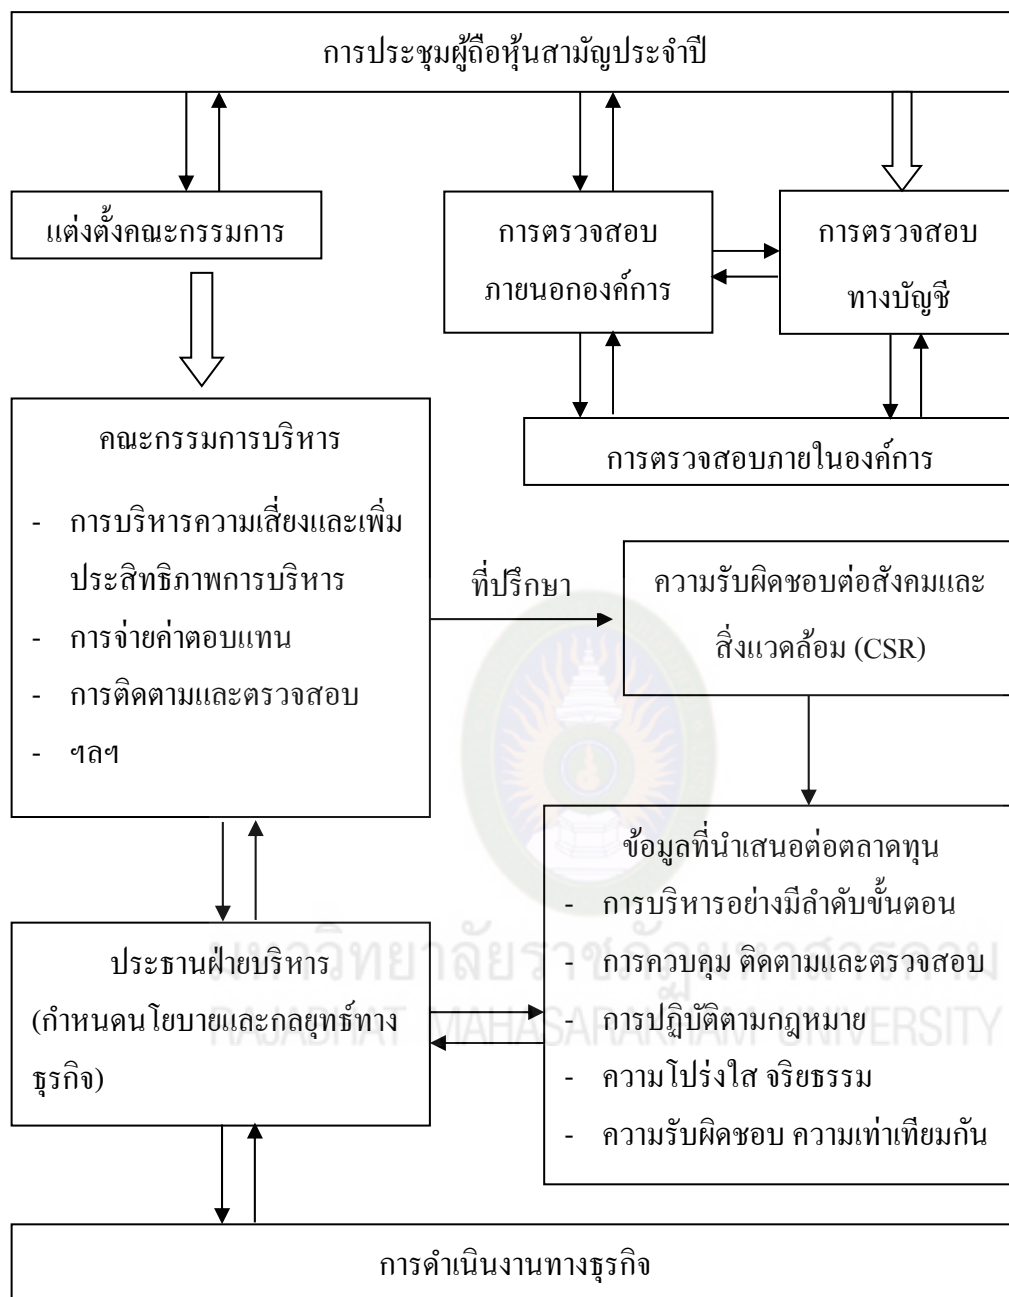 การประชุมผู้ถือหุ้นสามัญประจำปี
แต่งตั้งคณะกรรมการ
การตรวจสอบ
ภายนอกองค์การ
การตรวจสอบ
ทางบัญชี
การตรวจสอบภายในองค์การ
คณะกรรมการบริหาร
- การบริหารความเสี่ยงและเพิ่ม
ประสิทธิภาพการบริหาร
- การจ่ายค่าตอบแทน
- การติดตามและตรวจสอบ
- ฯลฯ
ที่ปรึกษา
ความรับผิดชอบต่อสังคมและ
สิ่งแวดล้อม (CSR)
ข้อมูลที่นำเสนอต่อตลาดทุน
- การบริหารอย่างมีลำดับขั้นตอน
- การควบคุม ติดตามและตรวจสอบ
- การปฏิบัติตามกฎหมาย
- ความโปร่งใส จริยธรรม
- ความรับผิดชอบ ความเท่าเทียมกัน
ประธานฝ่ายบริหาร
(กำหนดนโยบายและกลยุทธ์ทาง
ธุรกิจ)
การดำเนินงานทางธุรกิจ
มหาวิทยาลัยราชภัฏมหาสารคาม
RAJABHAT MAHASARAKHAM UNIVERSITY